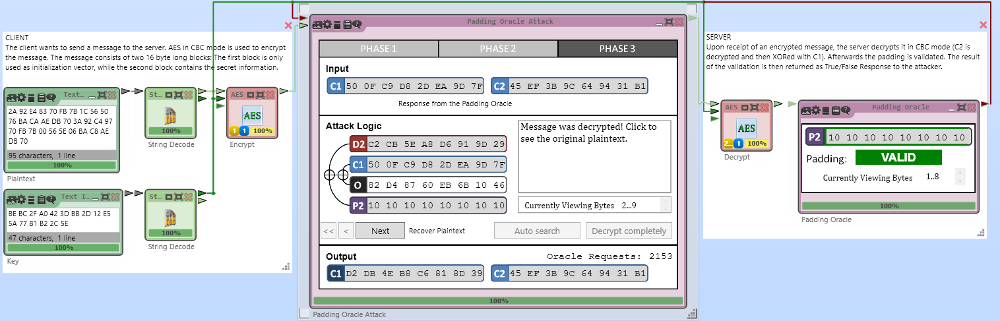 CLIENT
The client wants to send a message to the server. AES in CBC mode is used to encrypt
the message. The message consists of two 16 byte long blocks: The first block is only
used as initialization vector, while the second block contains the secret information.
Text...
2A 92 E4 83 70 FB 7B 1C 56 50
76 BA CA AE DB 70 3A 92 C4 97
70 FB 7B 00 56 5E 06 BA C8 AE
DB 70
95 characters, 1 line
100%
Plaintext
St...
100%
String Decode
AES
AES
1 1 100%
Encrypt
Text I...
BE BC 2F A0 42 3D BB 2D 12 E5
5A 77 B1 B2 2C 5E
47 characters, 1 line
100%
Key
St...
100%
String Decode
Padding Oracle Attack
PHASE 1 PHASE 2 PHASE 3
Input
C1 50 0F C9 D8 2D EA 9D 7F C2 45 EF 3B 9C 64 94 31 B1
Response from the Padding Oracle
Attack Logic
D2 C2 CB 5E A8 D6 91 9D 29
C1 50 0F C9 D8 2D EA 9D 7F
O 82 D4 87 60 EB 6B 10 46
P2 10 10 10 10 10 10 10 10
Message was decrypted! Click to
see the original plaintext.
Currently Viewing Bytes 2...9
<< < Next Recover Plaintext Auto search Decrypt completely
Output Oracle Requests: 2153
C1 D2 DB 4E B8 C6 81 8D 39 C2 45 EF 3B 9C 64 94 31 B1
100%
Padding Oracle Attack
SERVER
Upon receipt of an encrypted message, the server decrypts it in CBC mode (C2 is
decrypted and then XORed with C1). Afterwards the padding is validated. The result
of the validation is then returned as True/False Response to the attacker.
AES
AES
2... 1 100%
Decrypt
Padding Oracle
P2 10 10 10 10 10 10 10 10
Padding: VALID
Currently Viewing Bytes 1..8
100%
Padding Oracle